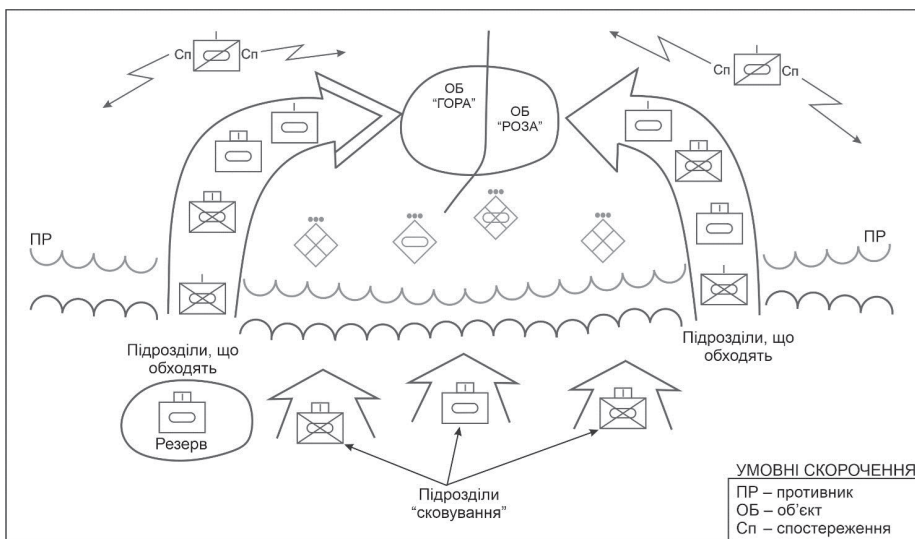 Сп
Сп
Сп
Сп
ОБ
“ГОРА”
ОБ
“РОЗА”
ПР
ПР
Підрозділи, що
обходять
Підрозділи, що
обходять
Резерв
Підрозділи
“сковування”
УМОВНІ СКОРОЧЕННЯ
ПР – противник
ОБ – об’єкт
Сп – спостереження